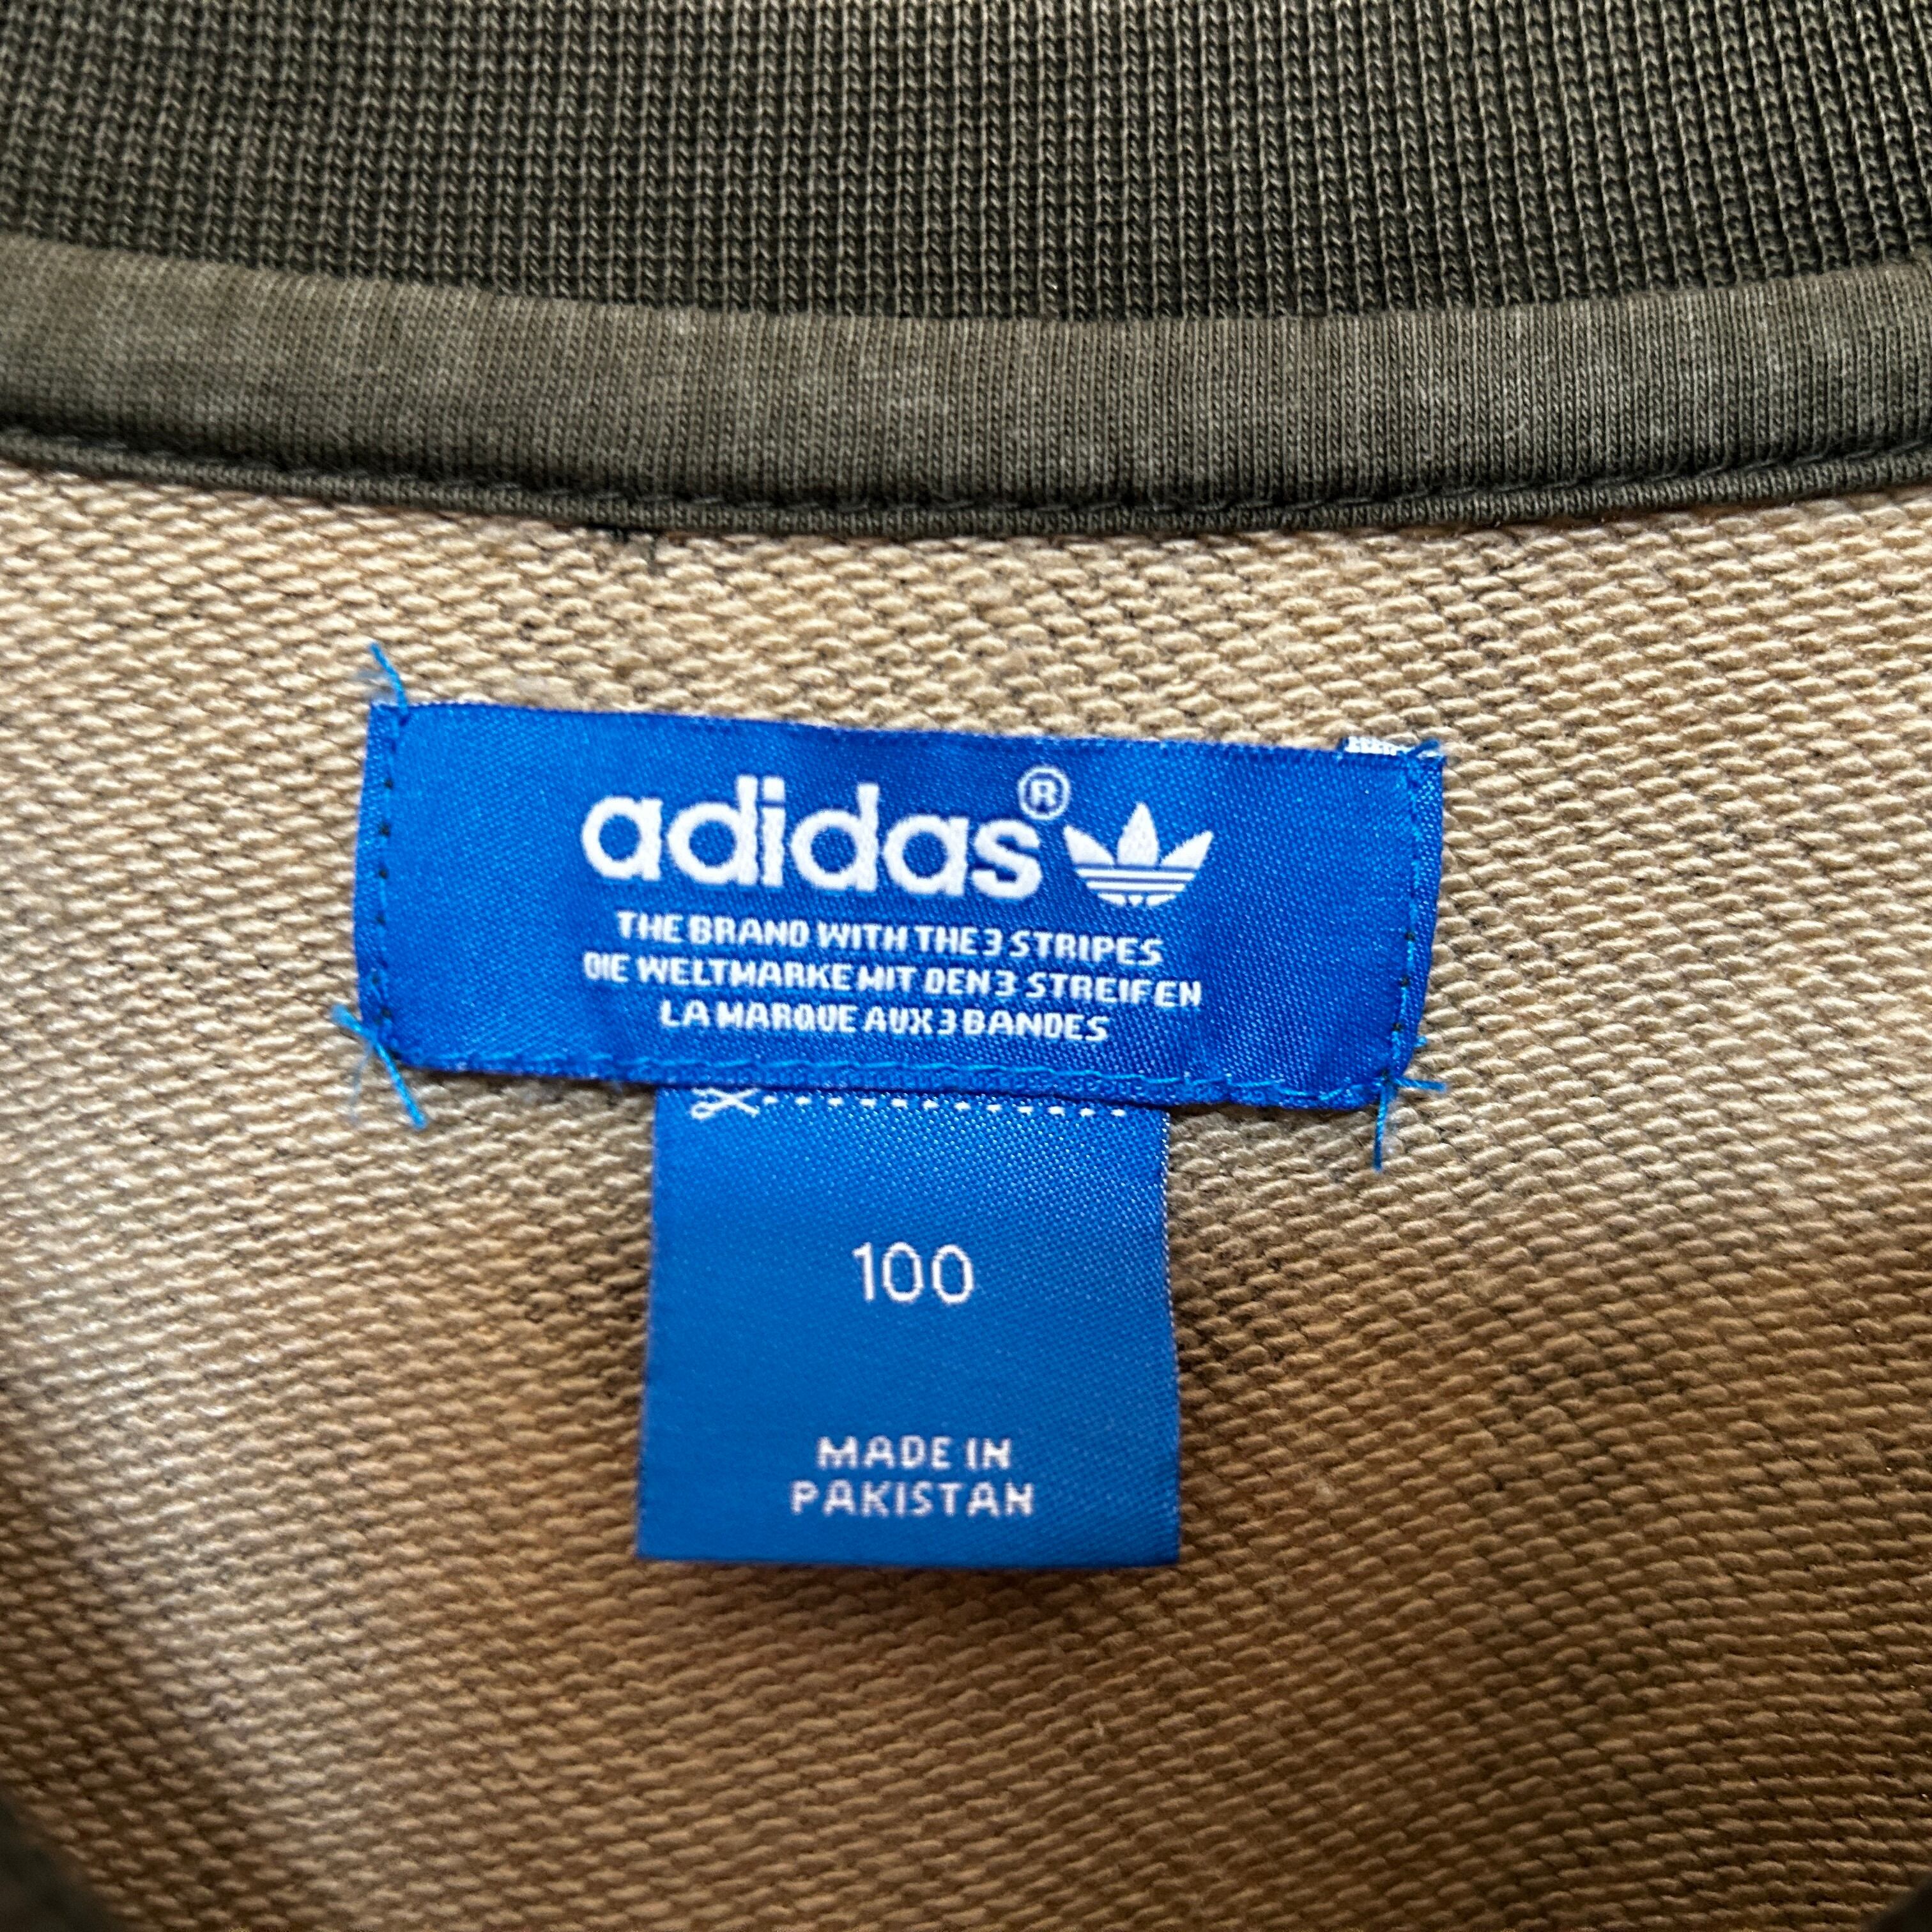 adidas®
THE BRAND WITH THE 3 STRIPES
DIE WELTMARKE MIT DEN 3 STREIFEN
LA MARQUE AUX 3 BANDES
100
MADE IN
PAKISTAN